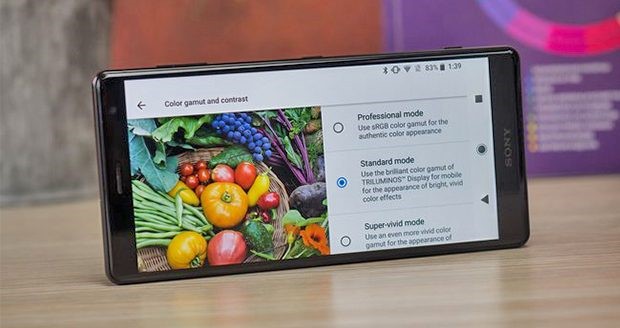 83% 1:39
Color gamut and contrast
Professional mode
Use sRGB color gamut for the
authentic color appearance
Standard mode
Use the brilliant color gamut of
TRILUMINOS™ Display for mobile
for the appearance of bright, vivid
color effects
Super-vivid mode
Use an even more vivid color
gamut for the appearance of
SONY